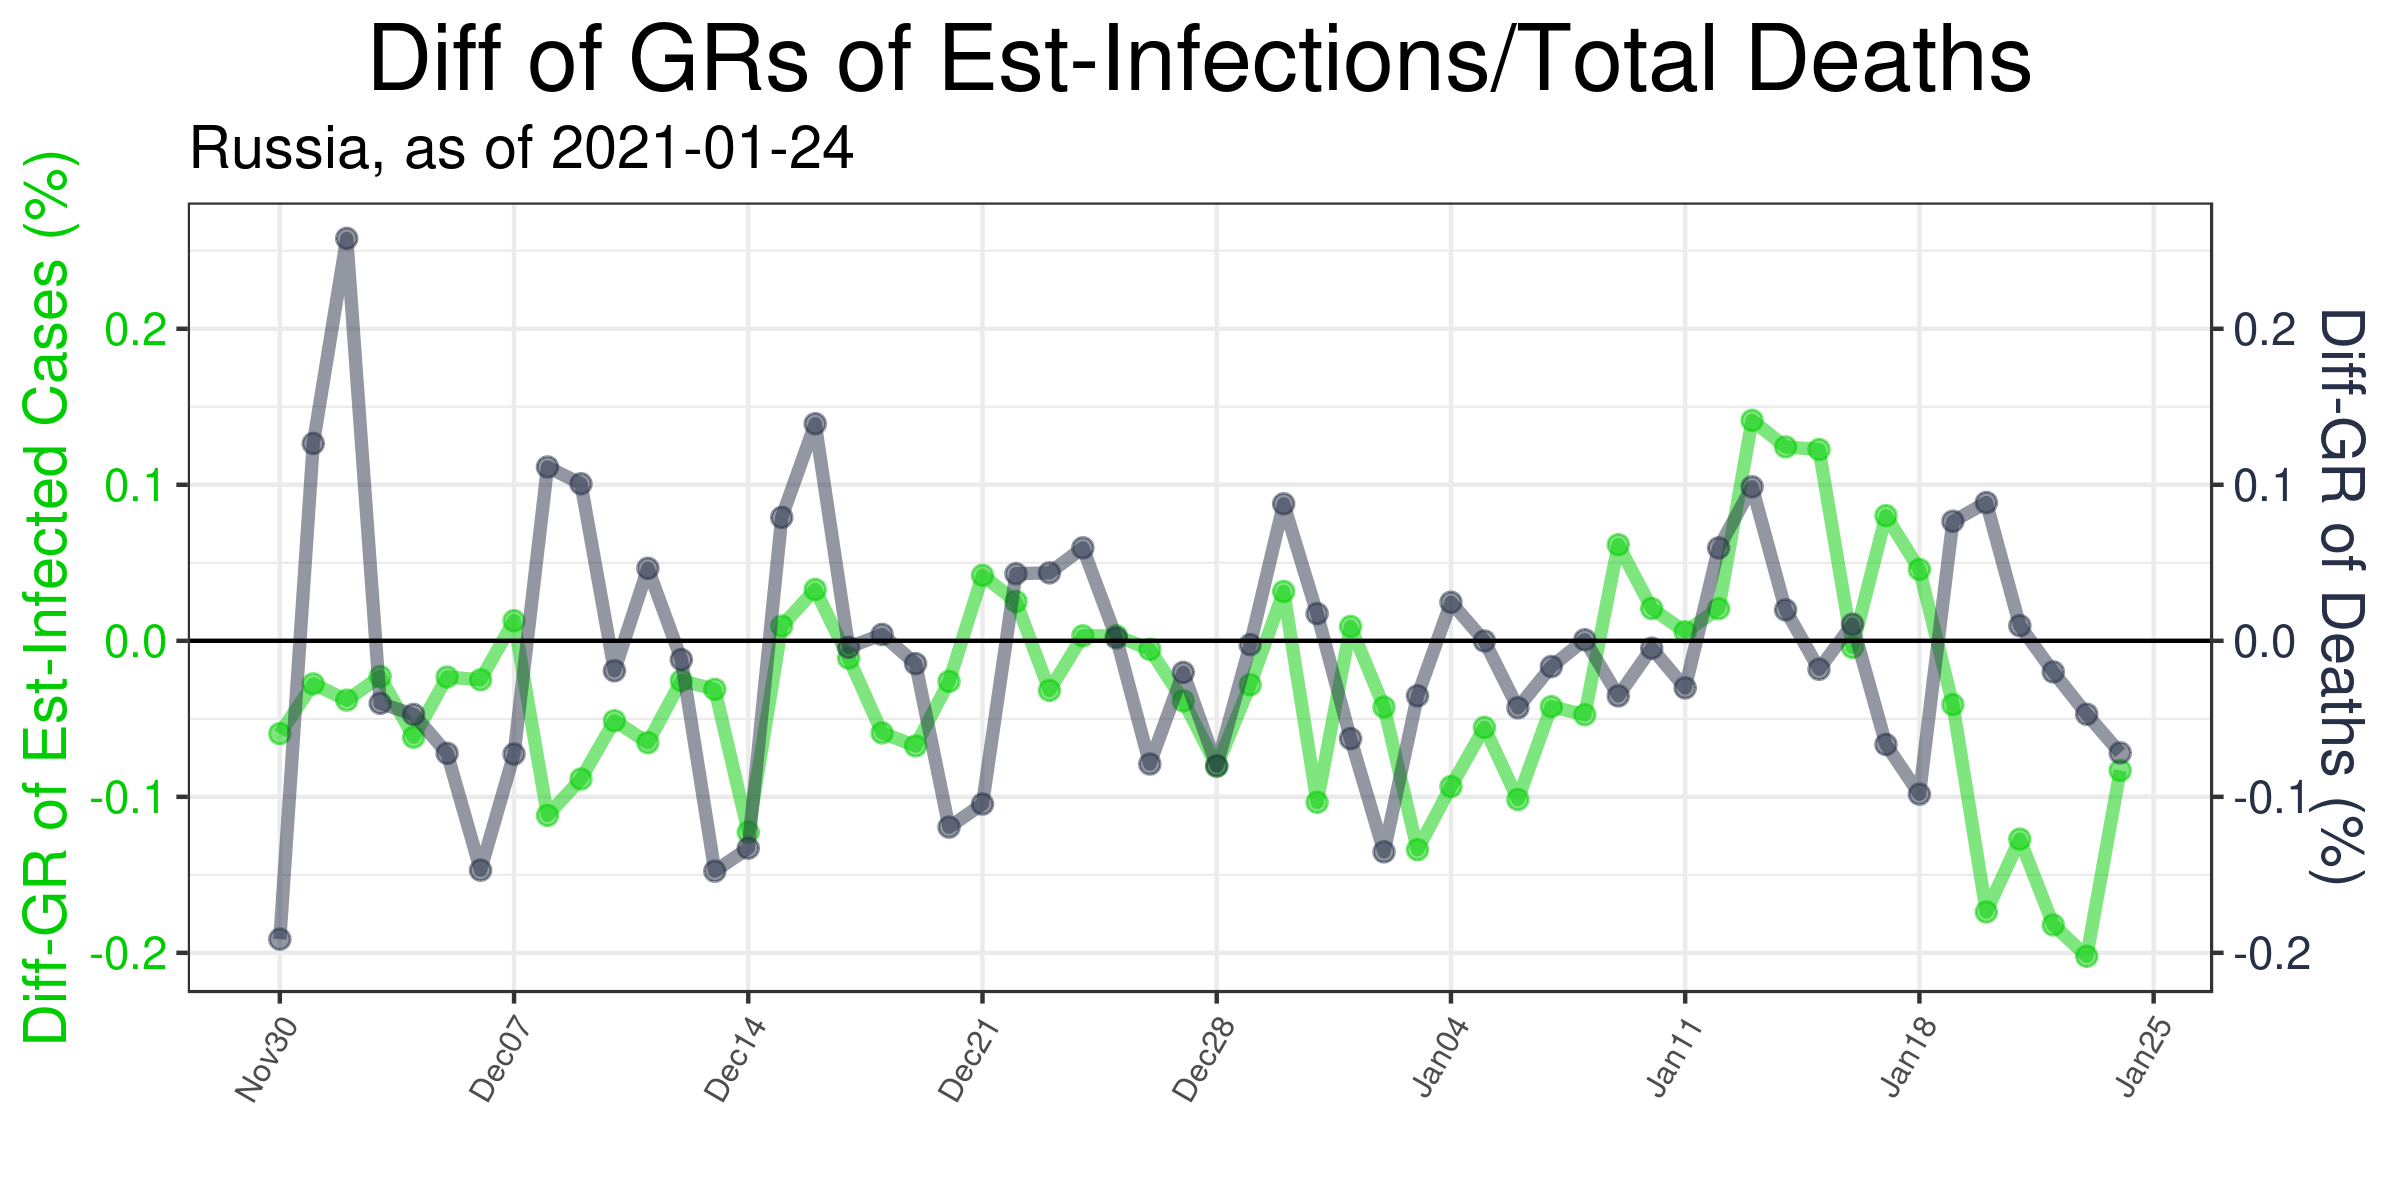 Diff of GRs of Est-Infections/Total Deaths
Russia, as of 2021-01-24
Diff-GR of Est-Infected Cases (%)
0.2
0.1
0.0
-0.1
-0.2
0.2
0.1
0.0
-0.1
-0.2
Diff-GR of Deaths (%)
Nov30
Dec07
Dec14
Dec21
Dec28
Jan04
Jan11
Jan18
Jan25